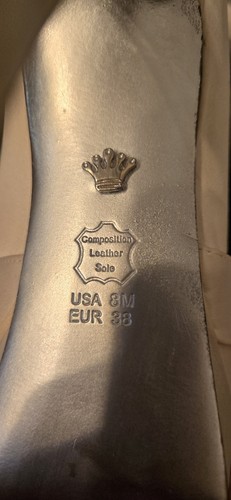 Composition
Leather
Sole
USA 8M
EUR 38